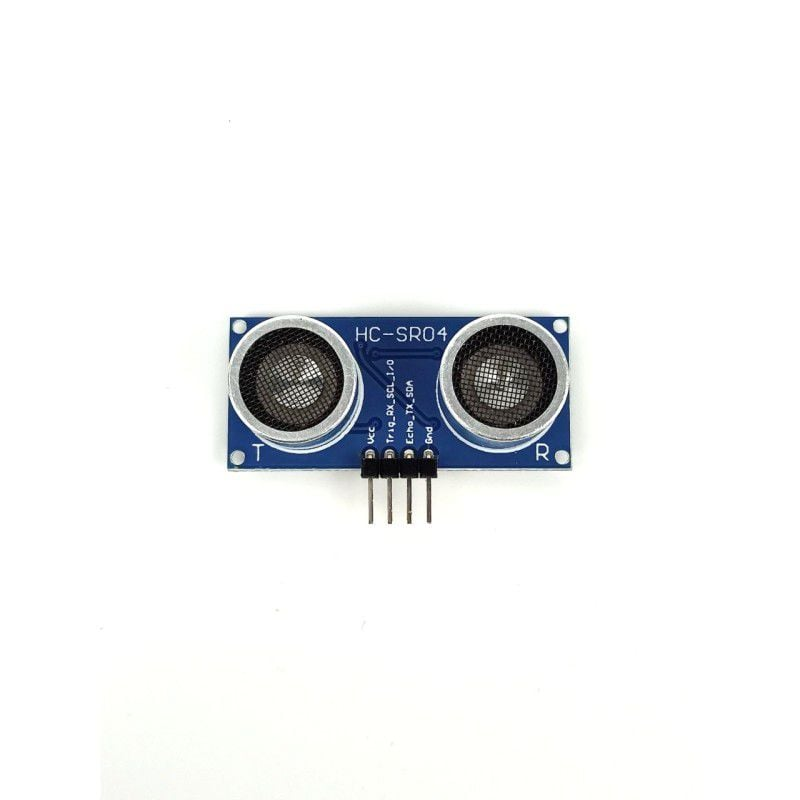 HC-SR04
Vcc
Trig_RX_SCL_I/O
Echo_TX_SDA
Gnd
T
R